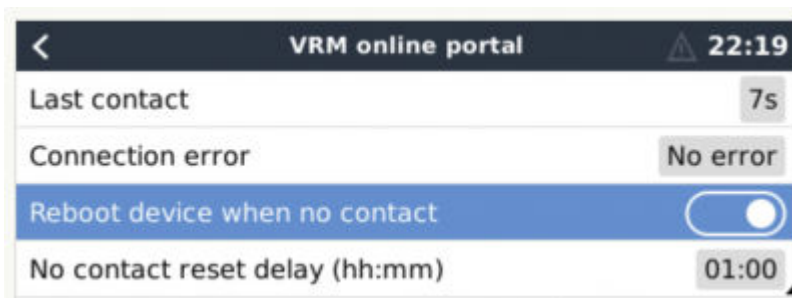 VRM online portal 22:19
Last contact 7s
Connection error No error
Reboot device when no contact
No contact reset delay (hh:mm) 01:00